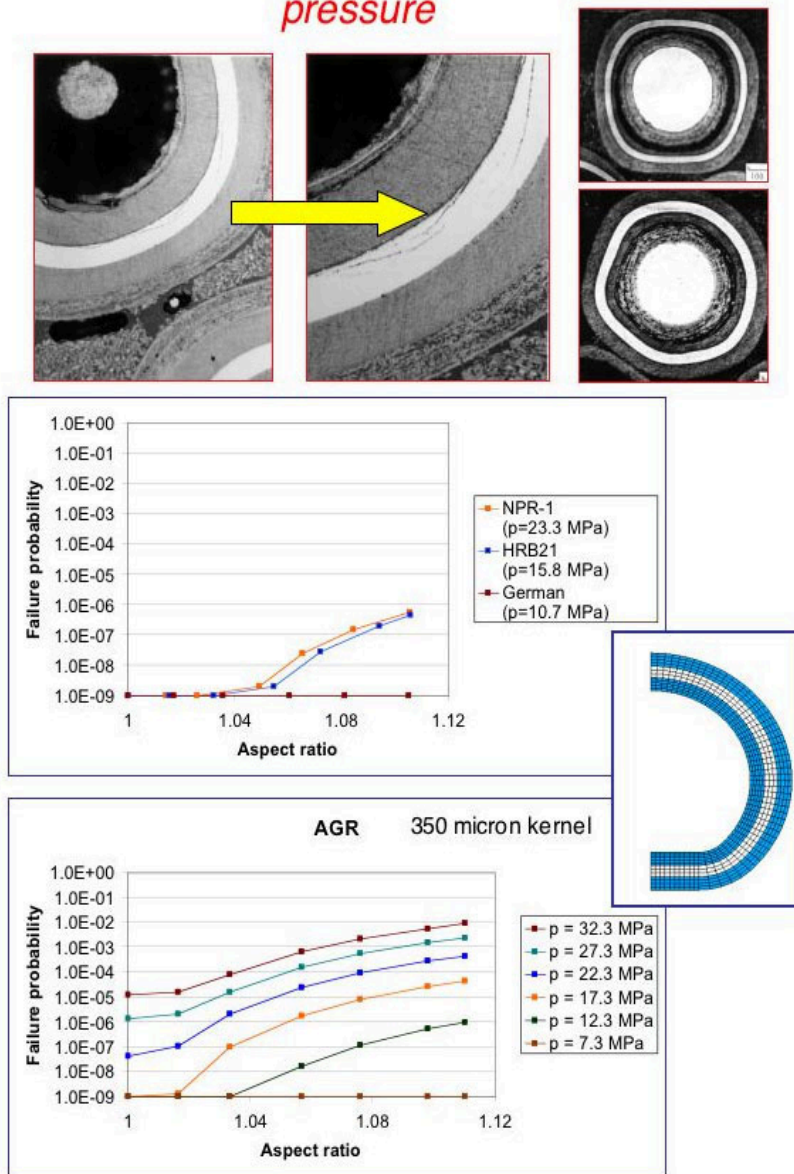 pressure
100
1.0E+00
1.0E-01
1.0E-02
1.0E-03
1.0E-04
1.0E-05
1.0E-06
1.0E-07
1.0E-08
1.0E-09
Failure probability
1 1.04 1.08 1.12
Aspect ratio
NPR-1
(p=23.3 MPa)
HRB21
(p=15.8 MPa)
German
(p=10.7 MPa)
AGR 350 micron kernel
1.0E+00
1.0E-01
1.0E-02
1.0E-03
1.0E-04
1.0E-05
1.0E-06
1.0E-07
1.0E-08
1.0E-09
Failure probability
1 1.04 1.08 1.12
Aspect ratio
p = 32.3 MPa
p = 27.3 MPa
p = 22.3 MPa
p = 17.3 MPa
p = 12.3 MPa
p = 7.3 MPa